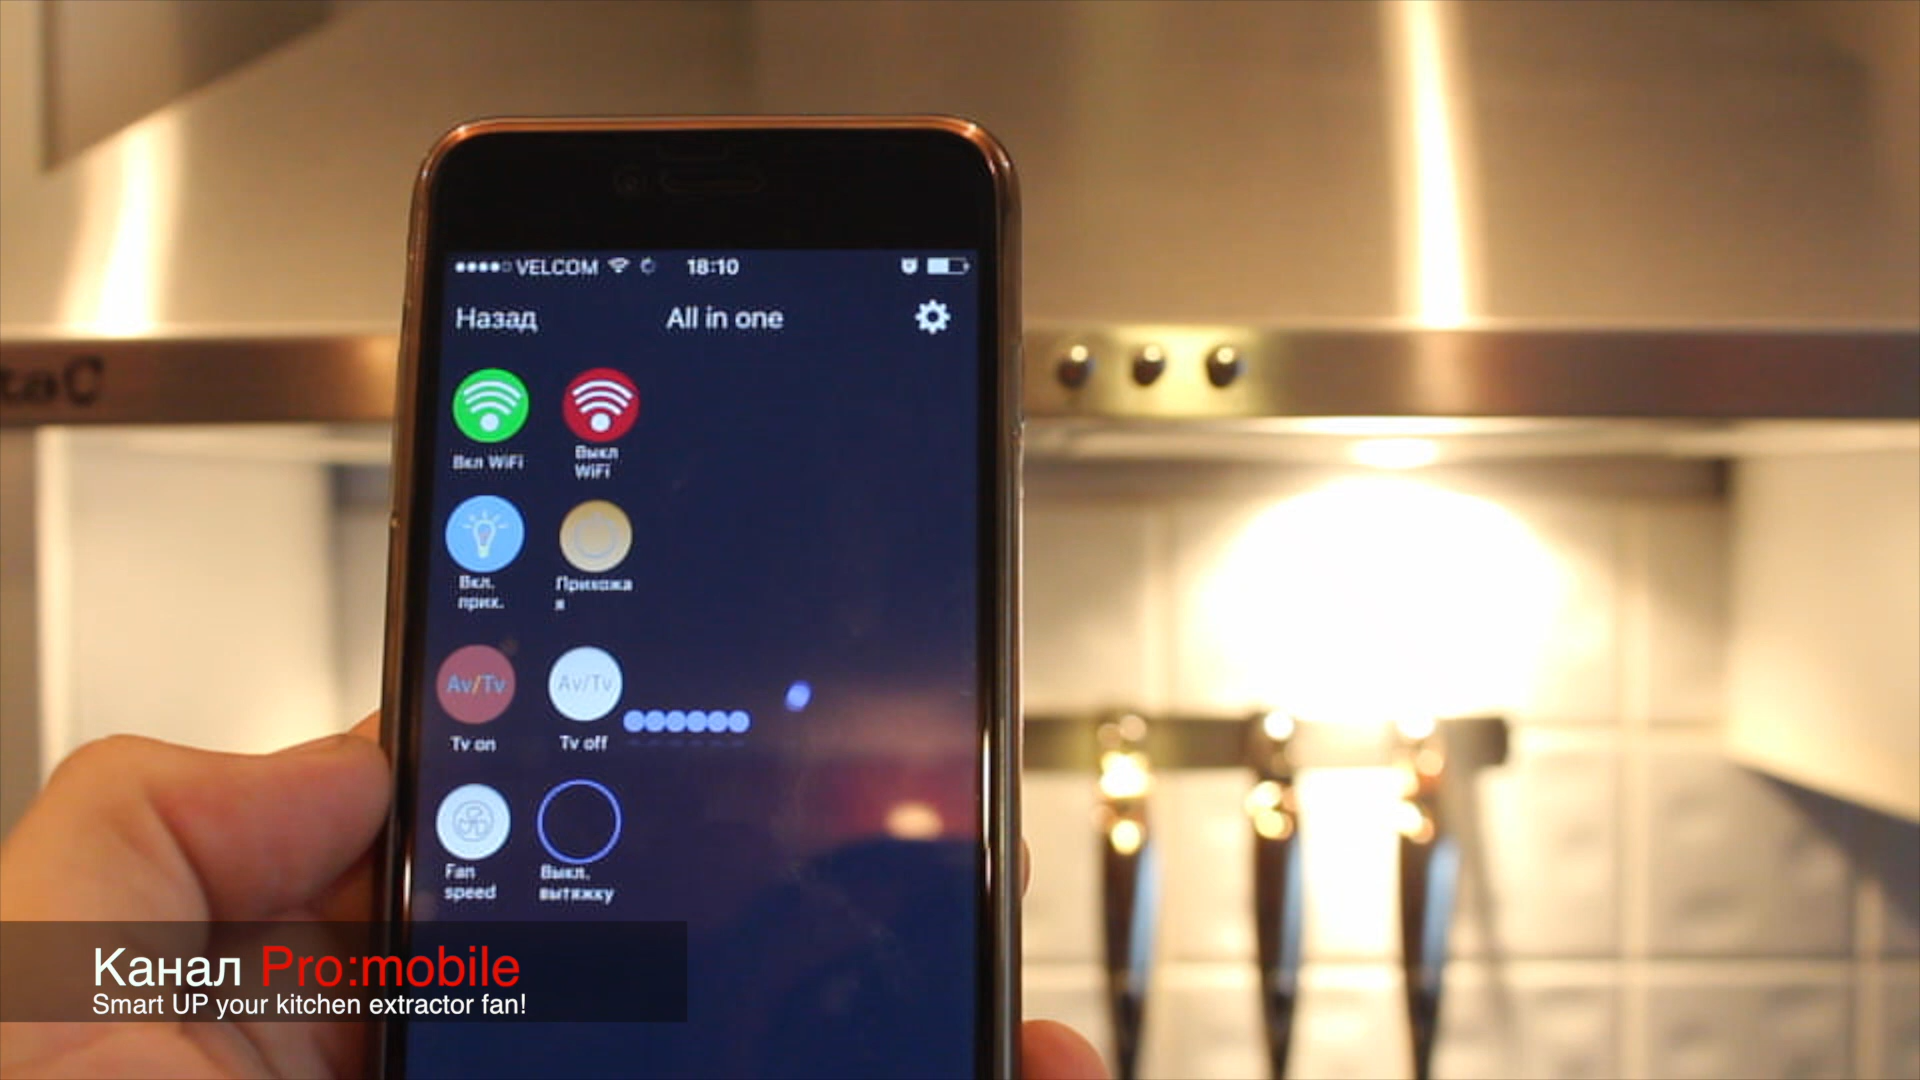 VELCOM 18:10
Назад All in one
taC
Вкл WiFi
Выкл
WiFi
Вкл.
прих.
Прихожа
я
Av/Tv
Av/Tv
Tv on
Tv off
Fan
speed
Выкл.
вытяжку
Канал Pro:mobile
Smart UP your kitchen extractor fan!